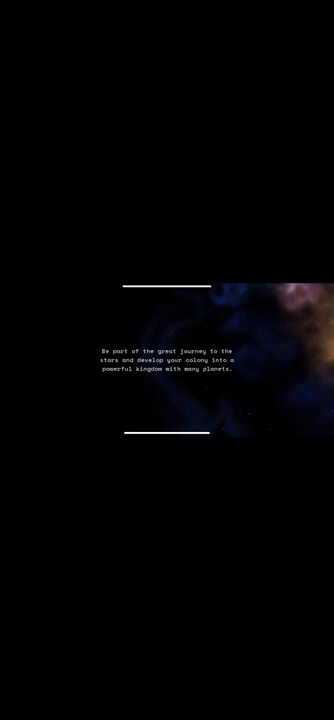 Be part of the great journey to the
stars and develop your colony into a
powerful kingdom with many planets.